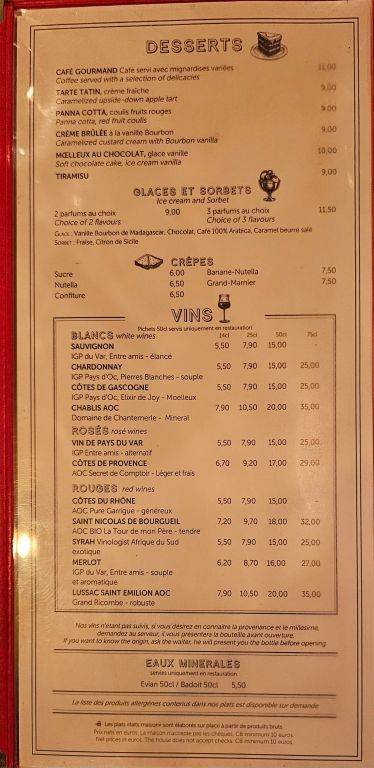 DESSERTS
CAFÉ GOURMAND Café servi avec mignardises variées 11,00
Coffee served with a selection of delicacies
TARTE TATIN, crème fraîche 9,00
Caramelized upside-down apple tart
PANNA COTTA, coulis fruits rouges 9,00
Panna cotta, red fruit coulis
CRÈME BRÛLÉE à la vanille Bourbon 9,00
Caramelized custard cream with Bourbon vanilla
MŒLLEUX AU CHOCOLAT, glace vanille 10,00
Soft chocolate cake, ice cream vanilla
TIRAMISU 9,00
GLACES ET SORBETS
Ice cream and Sorbet
2 parfums au choix 9,00 3 parfums au choix 11,50
Choice of 2 flavours Choice of 3 flavours
GLACE : Vanille Bourbon de Madagascar, Chocolat, Café 100% Arabica, Caramel beurre salé
SORBET : Fraise, Citron de Sicile
CRÊPES
Sucre 6,00 Banane-Nutella 7,50
Nutella 6,50 Grand-Marnier 7,50
Confiture 6,50
VINS
Pichets 50cl servis uniquement en restauration
BLANCS white wines 14cl 25cl 50cl 75cl
SAUVIGNON 5,50 7,90 15,00 -
IGP du Var, Entre amis - élancé
CHARDONNAY 5,50 7,90 15,00 25,00
IGP Pays d'Oc, Pierres Blanches - souple
CÔTES DE GASCOGNE 5,50 7,90 15,00 25,00
IGP Pays d'Oc, Elixir de Joy - Moelleux
CHABLIS AOC 7,90 10,50 20,00 35,00
Domaine de Chantemerle - Mineral
ROSÉS rosé wines
VIN DE PAYS DU VAR 5,50 7,90 15,00 25,00
IGP Entre amis - alternatif
CÔTES DE PROVENCE 6,70 9,20 17,00 29,00
AOC Secret de Comptoir - Léger et frais
ROUGES red wines
CÔTES DU RHÔNE 5,50 7,90 15,00 -
AOC Pure Garrigue - généreux
SAINT NICOLAS DE BOURGUEIL 7,20 9,70 18,00 32,00
AOC BIO La Tour de mon Père - tendre
SYRAH Vinologist Afrique du Sud 5,50 7,90 15,00 25,00
exotique
MERLOT 6,20 8,70 16,00 27,00
IGP du Var, Entre amis - souple
et aromatique
LUSSAC SAINT EMILION AOC 7,90 10,50 20,00 35,00
Grand Ricombe - robuste
Nos vins n'étant pas suivis, si vous désirez en connaître la provenance et le millésime,
demandez au serveur, il vous présentera la bouteille avant ouverture.
If you want to know the origin, ask the waiter, he will present you the bottle before opening.
EAUX MINERALES
servies uniquement en restauration
Evian 50cl / Badoit 50cl 5,50
La liste des produits allergènes contenus dans nos plats est disponible sur demande
Les plats «faits maison» sont élaborés sur place à partir de produits bruts.
Prix nets en euros. La maison n'accepte pas les chèques. CB minimum 10 euros.
Net prices in euros. The house does not accept checks. CB minimum 10 euros.